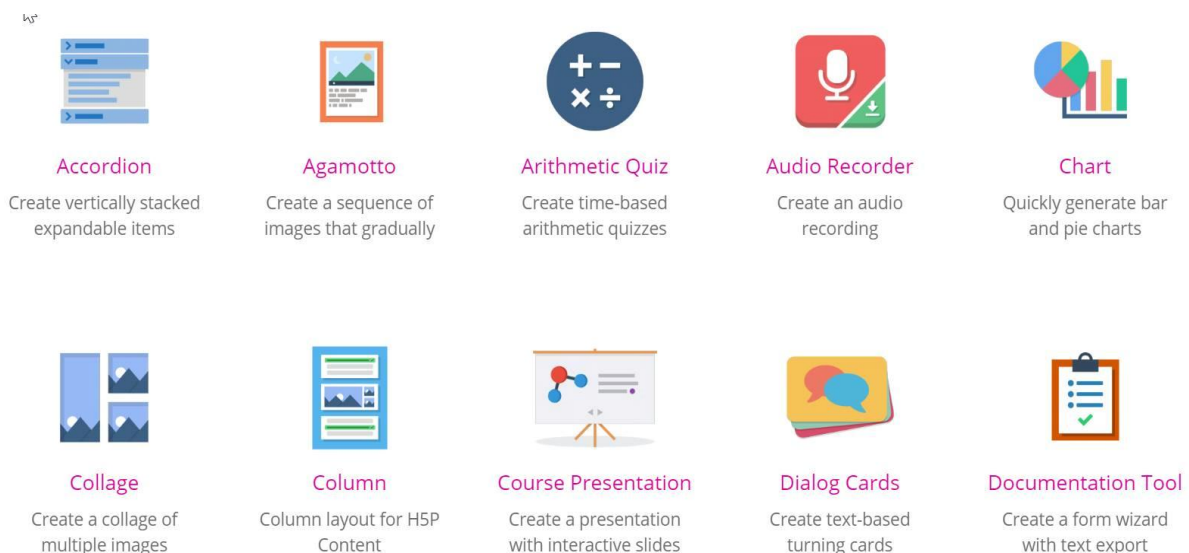 Accordion
Create vertically stacked
expandable items
Agamotto
Create a sequence of
images that gradually
Arithmetic Quiz
Create time-based
arithmetic quizzes
Audio Recorder
Create an audio
recording
Chart
Quickly generate bar
and pie charts
Collage
Create a collage of
multiple images
Column
Column layout for H5P
Content
Course Presentation
Create a presentation
with interactive slides
Dialog Cards
Create text-based
turning cards
Documentation Tool
Create a form wizard
with text export